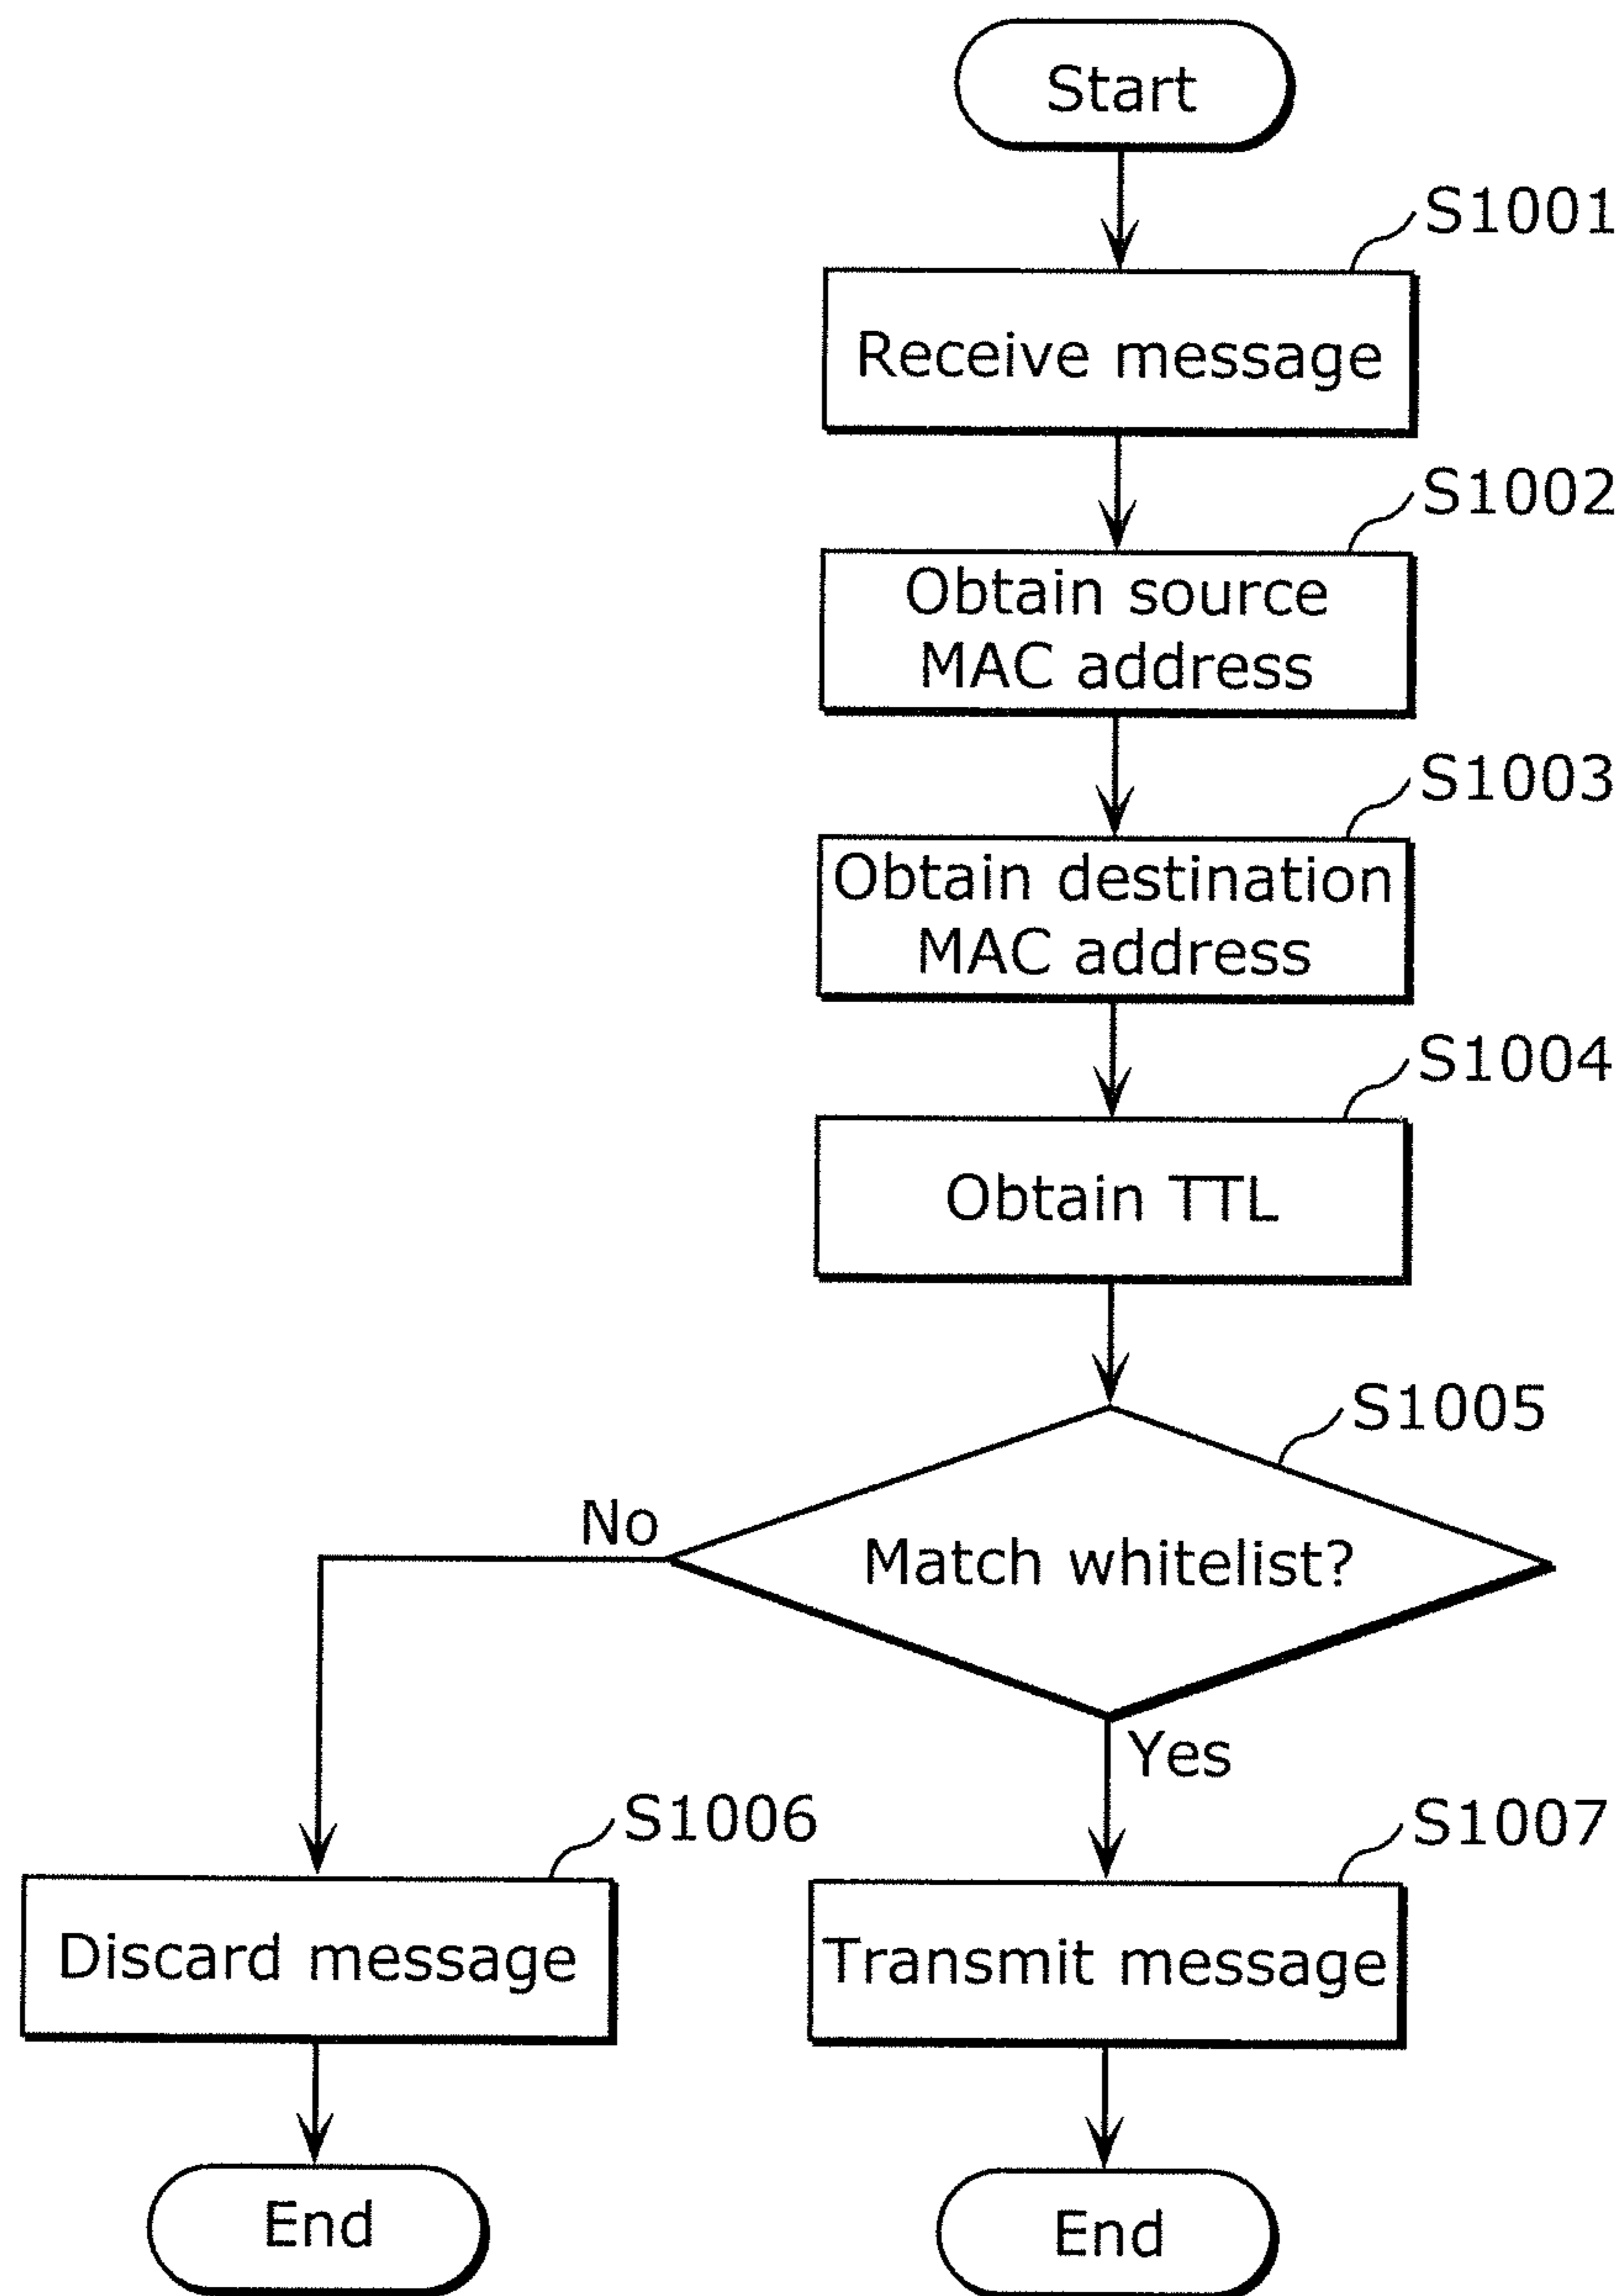 Start
S1001
Receive message
S1002
Obtain source
MAC address
S1003
Obtain destination
MAC address
S1004
Obtain TTL
S1005
Match whitelist?
No
Yes
S1006
Discard message
S1007
Transmit message
End
End